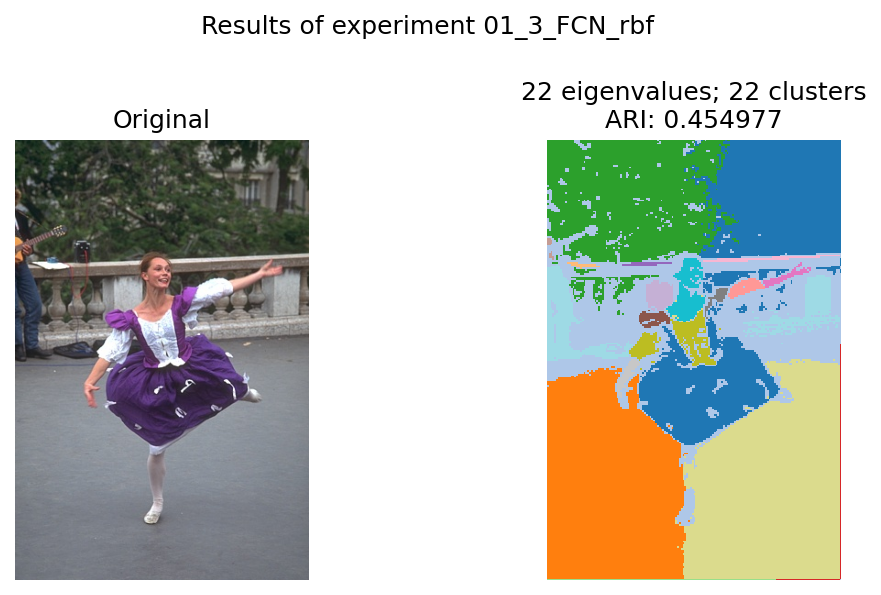 Results of experiment 01_3_FCN_rbf
Original
22 eigenvalues; 22 clusters
ARI: 0.454977